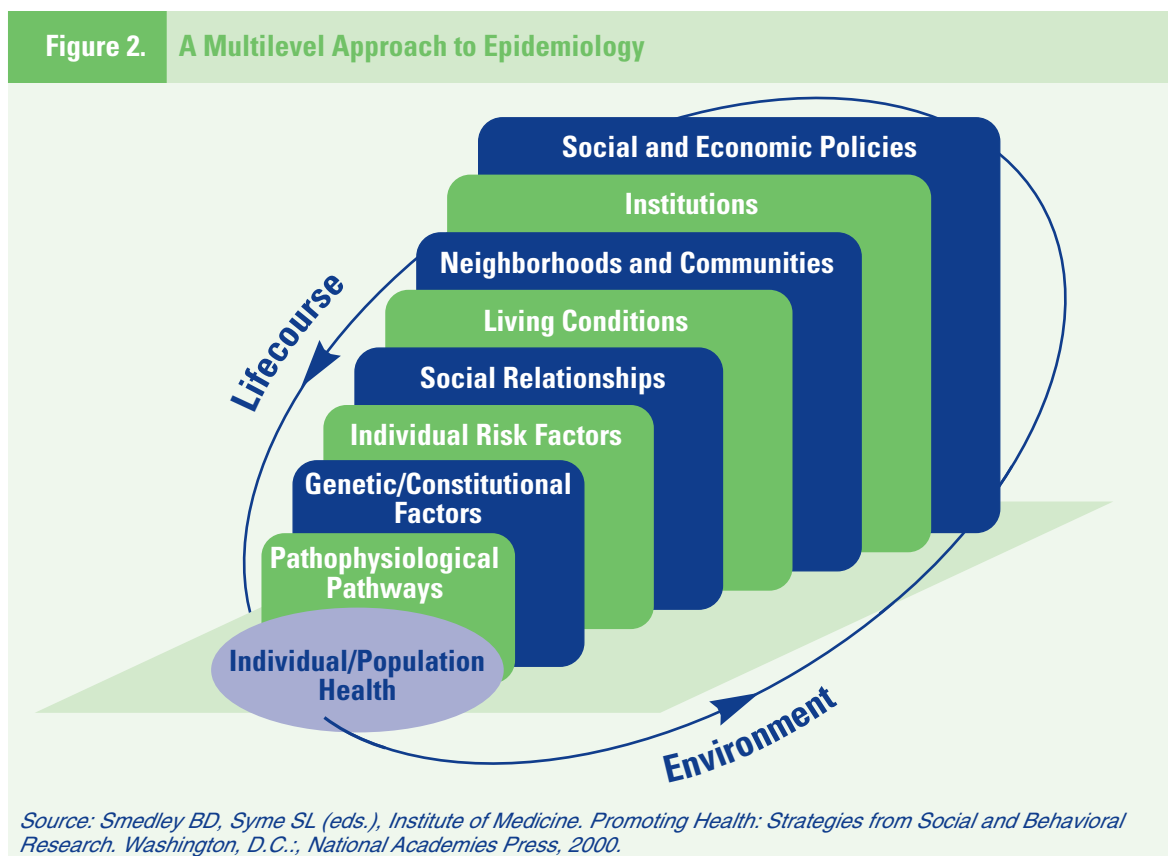 Figure 2. A Multilevel Approach to Epidemiology
Social and Economic Policies
Institutions
Neighborhoods and Communities
Living Conditions
Social Relationships
Individual Risk Factors
Genetic/Constitutional
Factors
Pathophysiological
Pathways
Individual/Population
Health
Lifecourse
Environment
Source: Smedley BD, Syme SL (eds.), Institute of Medicine. Promoting Health: Strategies from Social and Behavioral
Research. Washington, D.C.:, National Academies Press, 2000.